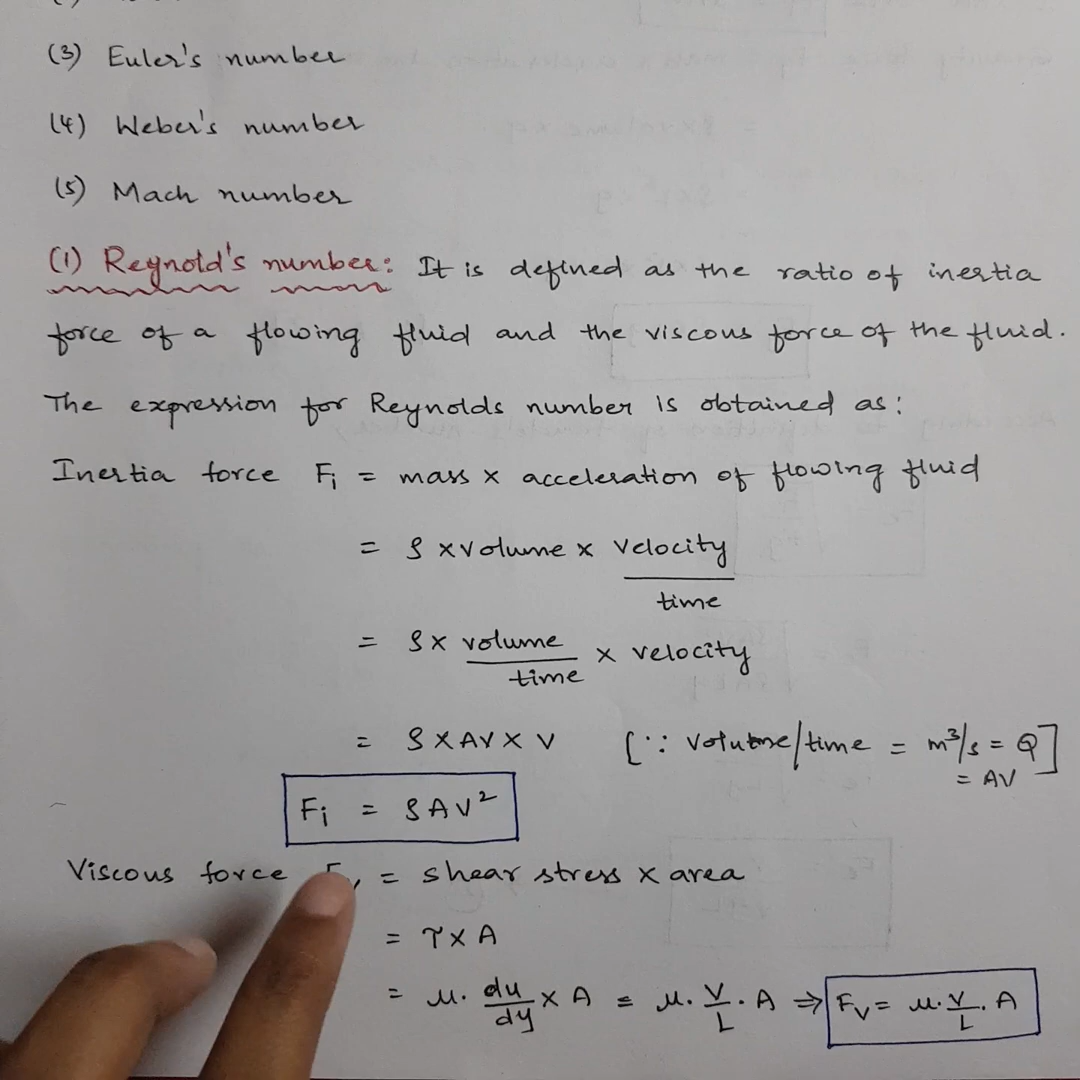 (3) Euler's number
(4) Weber's number
(5) Mach number
(1) Reynold's number: It is defined as the ratio of inertia
force of a flowing fluid and the viscous force of the fluid.
The expression for Reynolds number is obtained as:
Inertia force Fi = mass x acceleration of flowing fluid
= ρ x volume x velocity/time
= ρ x volume/time x velocity
= ρ x AV x V [∵ volume/time = m³/s = Q]
= AV
Fi = ρAV²
Viscous force = shear stress x area
= τ x A
= μ. du/dy x A = μ. V/L . A ⇒ Fv = μ. V/L . A